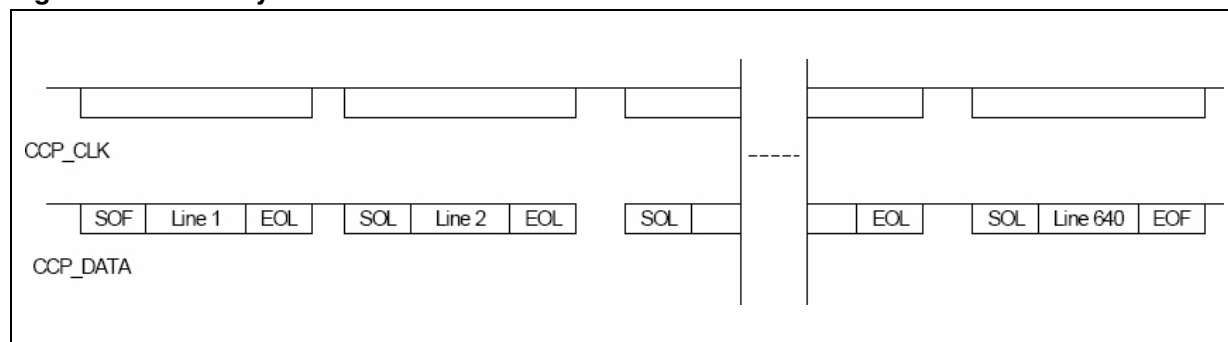 CCP_CLK
-----
SOF Line 1 EOL SOL Line 2 EOL SOL EOL SOL Line 640 EOF
CCP_DATA